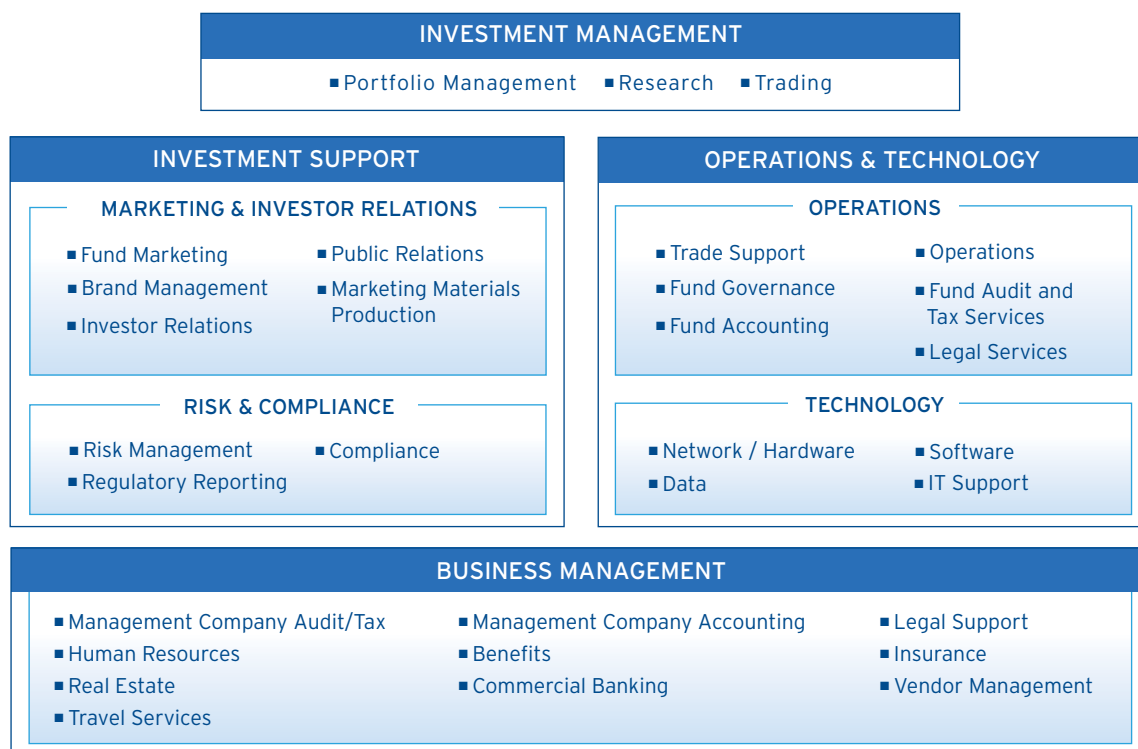 INVESTMENT MANAGEMENT
■ Portfolio Management ■ Research ■ Trading
INVESTMENT SUPPORT
MARKETING & INVESTOR RELATIONS
■ Fund Marketing
■ Brand Management
■ Investor Relations
■ Public Relations
■ Marketing Materials
Production
RISK & COMPLIANCE
■ Risk Management
■ Regulatory Reporting
■ Compliance
OPERATIONS & TECHNOLOGY
OPERATIONS
■ Trade Support
■ Fund Governance
■ Fund Accounting
■ Operations
■ Fund Audit and
Tax Services
■ Legal Services
TECHNOLOGY
■ Network / Hardware
■ Data
■ Software
■ IT Support
BUSINESS MANAGEMENT
■ Management Company Audit/Tax
■ Human Resources
■ Real Estate
■ Travel Services
■ Management Company Accounting
■ Benefits
■ Commercial Banking
■ Legal Support
■ Insurance
■ Vendor Management